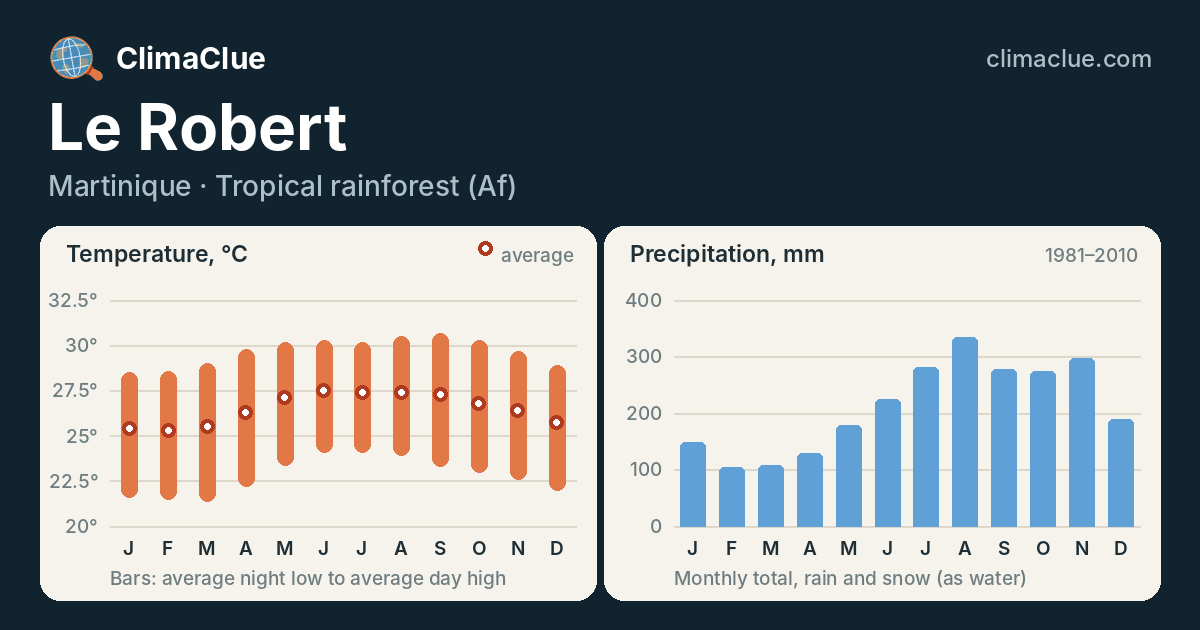 ClimaClue
climaclue.com
Le Robert
Martinique · Tropical rainforest (Af)
Temperature, °C
average
32.5°
30°
27.5°
25°
22.5°
20°
J F M A M J J A S O N D
Bars: average night low to average day high
Precipitation, mm
1981–2010
400
300
200
100
0
J F M A M J J A S O N D
Monthly total, rain and snow (as water)